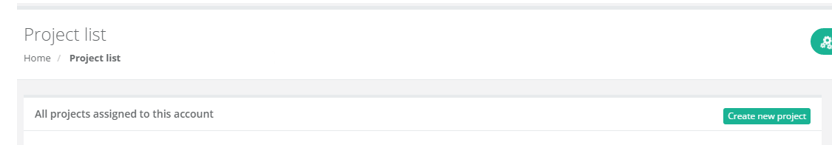 Project list
Home / Project list
All projects assigned to this account
Create new project